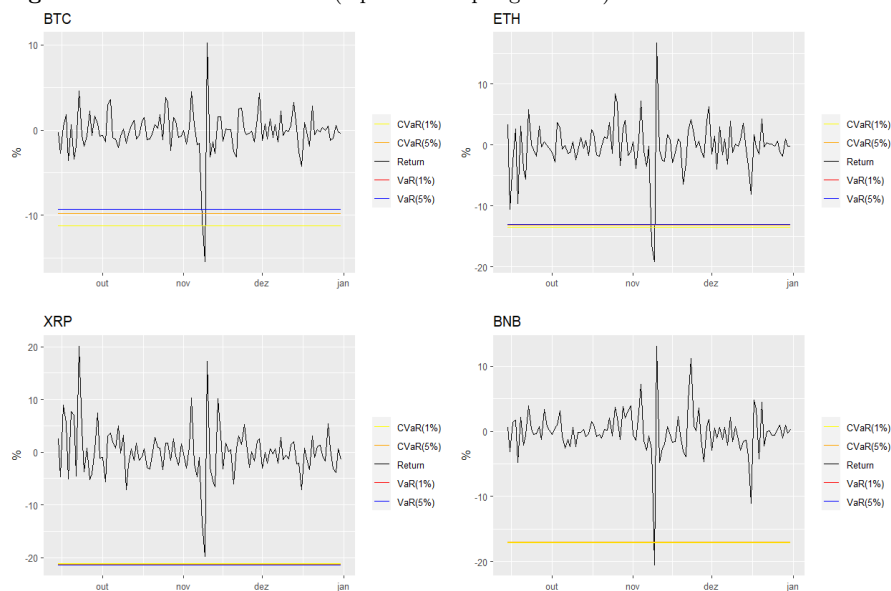 BTC
10
0
-10
%
out
nov
dez
jan
CVaR(1%)
CVaR(5%)
Return
VaR(1%)
VaR(5%)
ETH
10
0
-10
-20
%
out
nov
dez
jan
CVaR(1%)
CVaR(5%)
Return
VaR(1%)
VaR(5%)
XRP
20
10
0
-10
-20
%
out
nov
dez
jan
CVaR(1%)
CVaR(5%)
Return
VaR(1%)
VaR(5%)
BNB
10
0
-10
-20
%
out
nov
dez
jan
CVaR(1%)
CVaR(5%)
Return
VaR(1%)
VaR(5%)